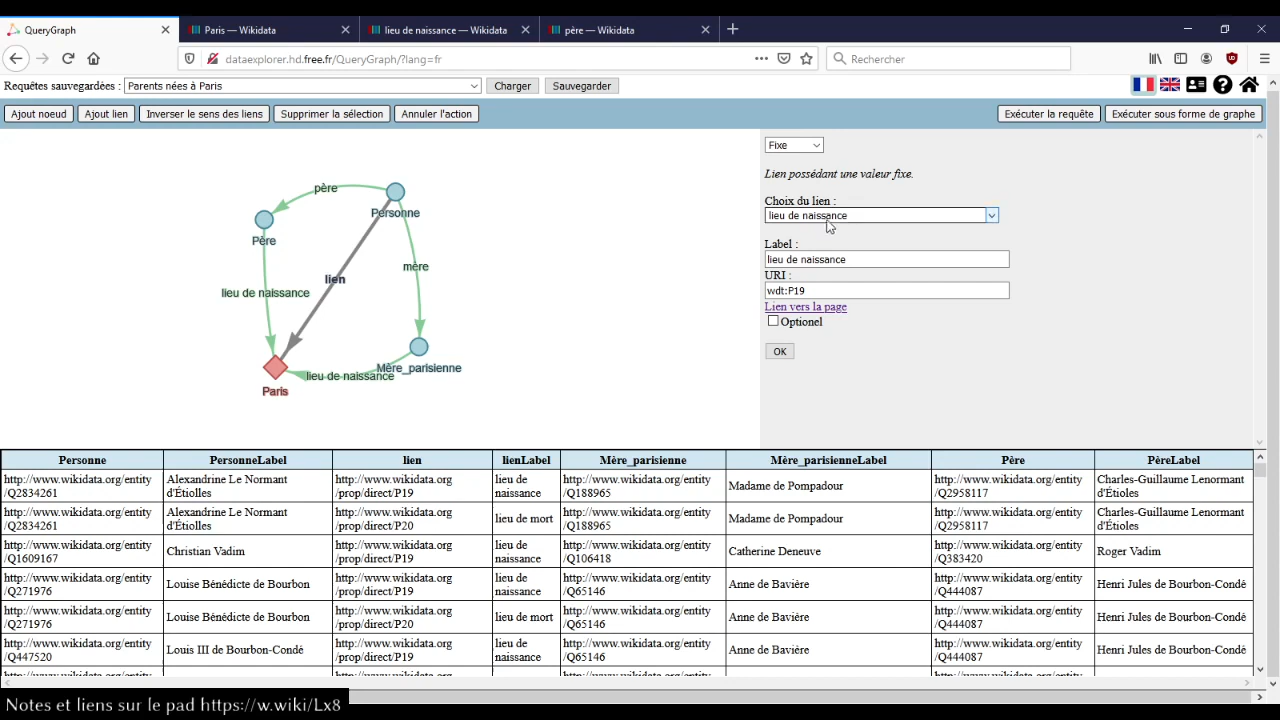 QueryGraph
Paris — Wikidata
lieu de naissance — Wikidata
père — Wikidata
dataexplorer.hd.free.fr/QueryGraph/?lang=fr
Rechercher
Requêtes sauvegardées : Parents nées à Paris Charger Sauvegarder
Ajout noeud Ajout lien Inverser le sens des liens Supprimer la sélection Annuler l'action Exécuter la requête Exécuter sous forme de graphe
père
Personne
Père
mère
lien
lieu de naissance
Mère_parisienne
lieu de naissance
Paris
Fixe
Lien possédant une valeur fixe.
Choix du lien :
lieu de naissance
Label :
lieu de naissance
URI :
wdt:P19
Lien vers la page
Optionel
OK
Personne PersonneLabel lien lienLabel Mère_parisienne Mère_parisienneLabel Père PèreLabel
http://www.wikidata.org/entity/Q2834261 Alexandrine Le Normant d'Étiolles http://www.wikidata.org/prop/direct/P19 lieu de naissance http://www.wikidata.org/entity/Q188965 Madame de Pompadour http://www.wikidata.org/entity/Q2958117 Charles-Guillaume Lenormant d'Étioles
http://www.wikidata.org/entity/Q2834261 Alexandrine Le Normant d'Étiolles http://www.wikidata.org/prop/direct/P20 lieu de mort http://www.wikidata.org/entity/Q188965 Madame de Pompadour http://www.wikidata.org/entity/Q2958117 Charles-Guillaume Lenormant d'Étioles
http://www.wikidata.org/entity/Q1609167 Christian Vadim http://www.wikidata.org/prop/direct/P19 lieu de naissance http://www.wikidata.org/entity/Q106418 Catherine Deneuve http://www.wikidata.org/entity/Q383420 Roger Vadim
http://www.wikidata.org/entity/Q271976 Louise Bénédicte de Bourbon http://www.wikidata.org/prop/direct/P19 lieu de naissance http://www.wikidata.org/entity/Q65146 Anne de Bavière http://www.wikidata.org/entity/Q444087 Henri Jules de Bourbon-Condé
http://www.wikidata.org/entity/Q271976 Louise Bénédicte de Bourbon http://www.wikidata.org/prop/direct/P20 lieu de mort http://www.wikidata.org/entity/Q65146 Anne de Bavière http://www.wikidata.org/entity/Q444087 Henri Jules de Bourbon-Condé
http://www.wikidata.org/entity/Q447520 Louis III de Bourbon-Condé http://www.wikidata.org/prop/direct/P19 lieu de naissance http://www.wikidata.org/entity/Q65146 Anne de Bavière http://www.wikidata.org/entity/Q444087 Henri Jules de Bourbon-Condé
Notes et liens sur le pad https://w.wiki/Lx8